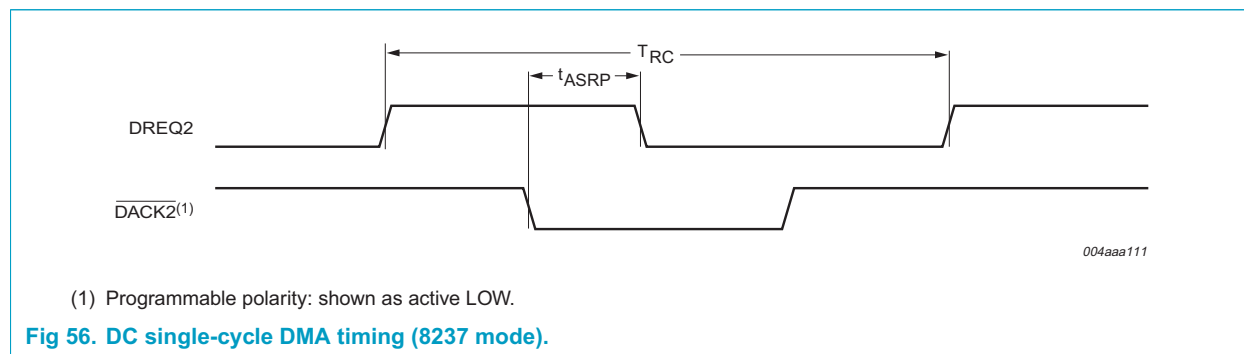 T_RC
t_ASRP
DREQ2
DACK2(1)
004aaa111
(1) Programmable polarity: shown as active LOW.
Fig 56. DC single-cycle DMA timing (8237 mode).